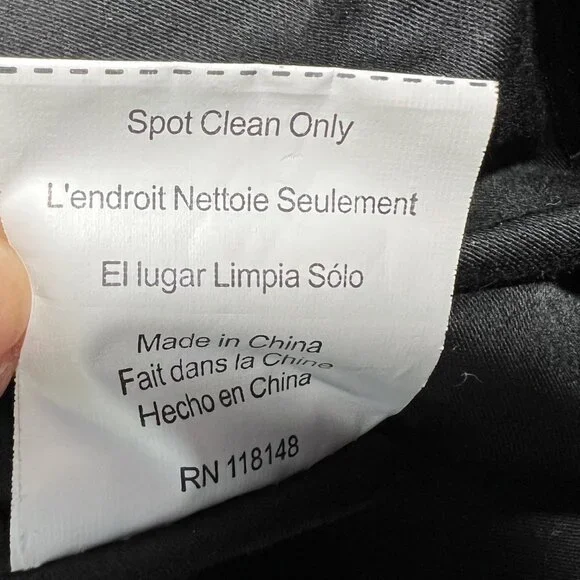 Spot Clean Only
L'endroit Nettoie Seulement
El lugar Limpia Sólo
Made in China
Fait dans la Chine
Hecho en China
RN 118148